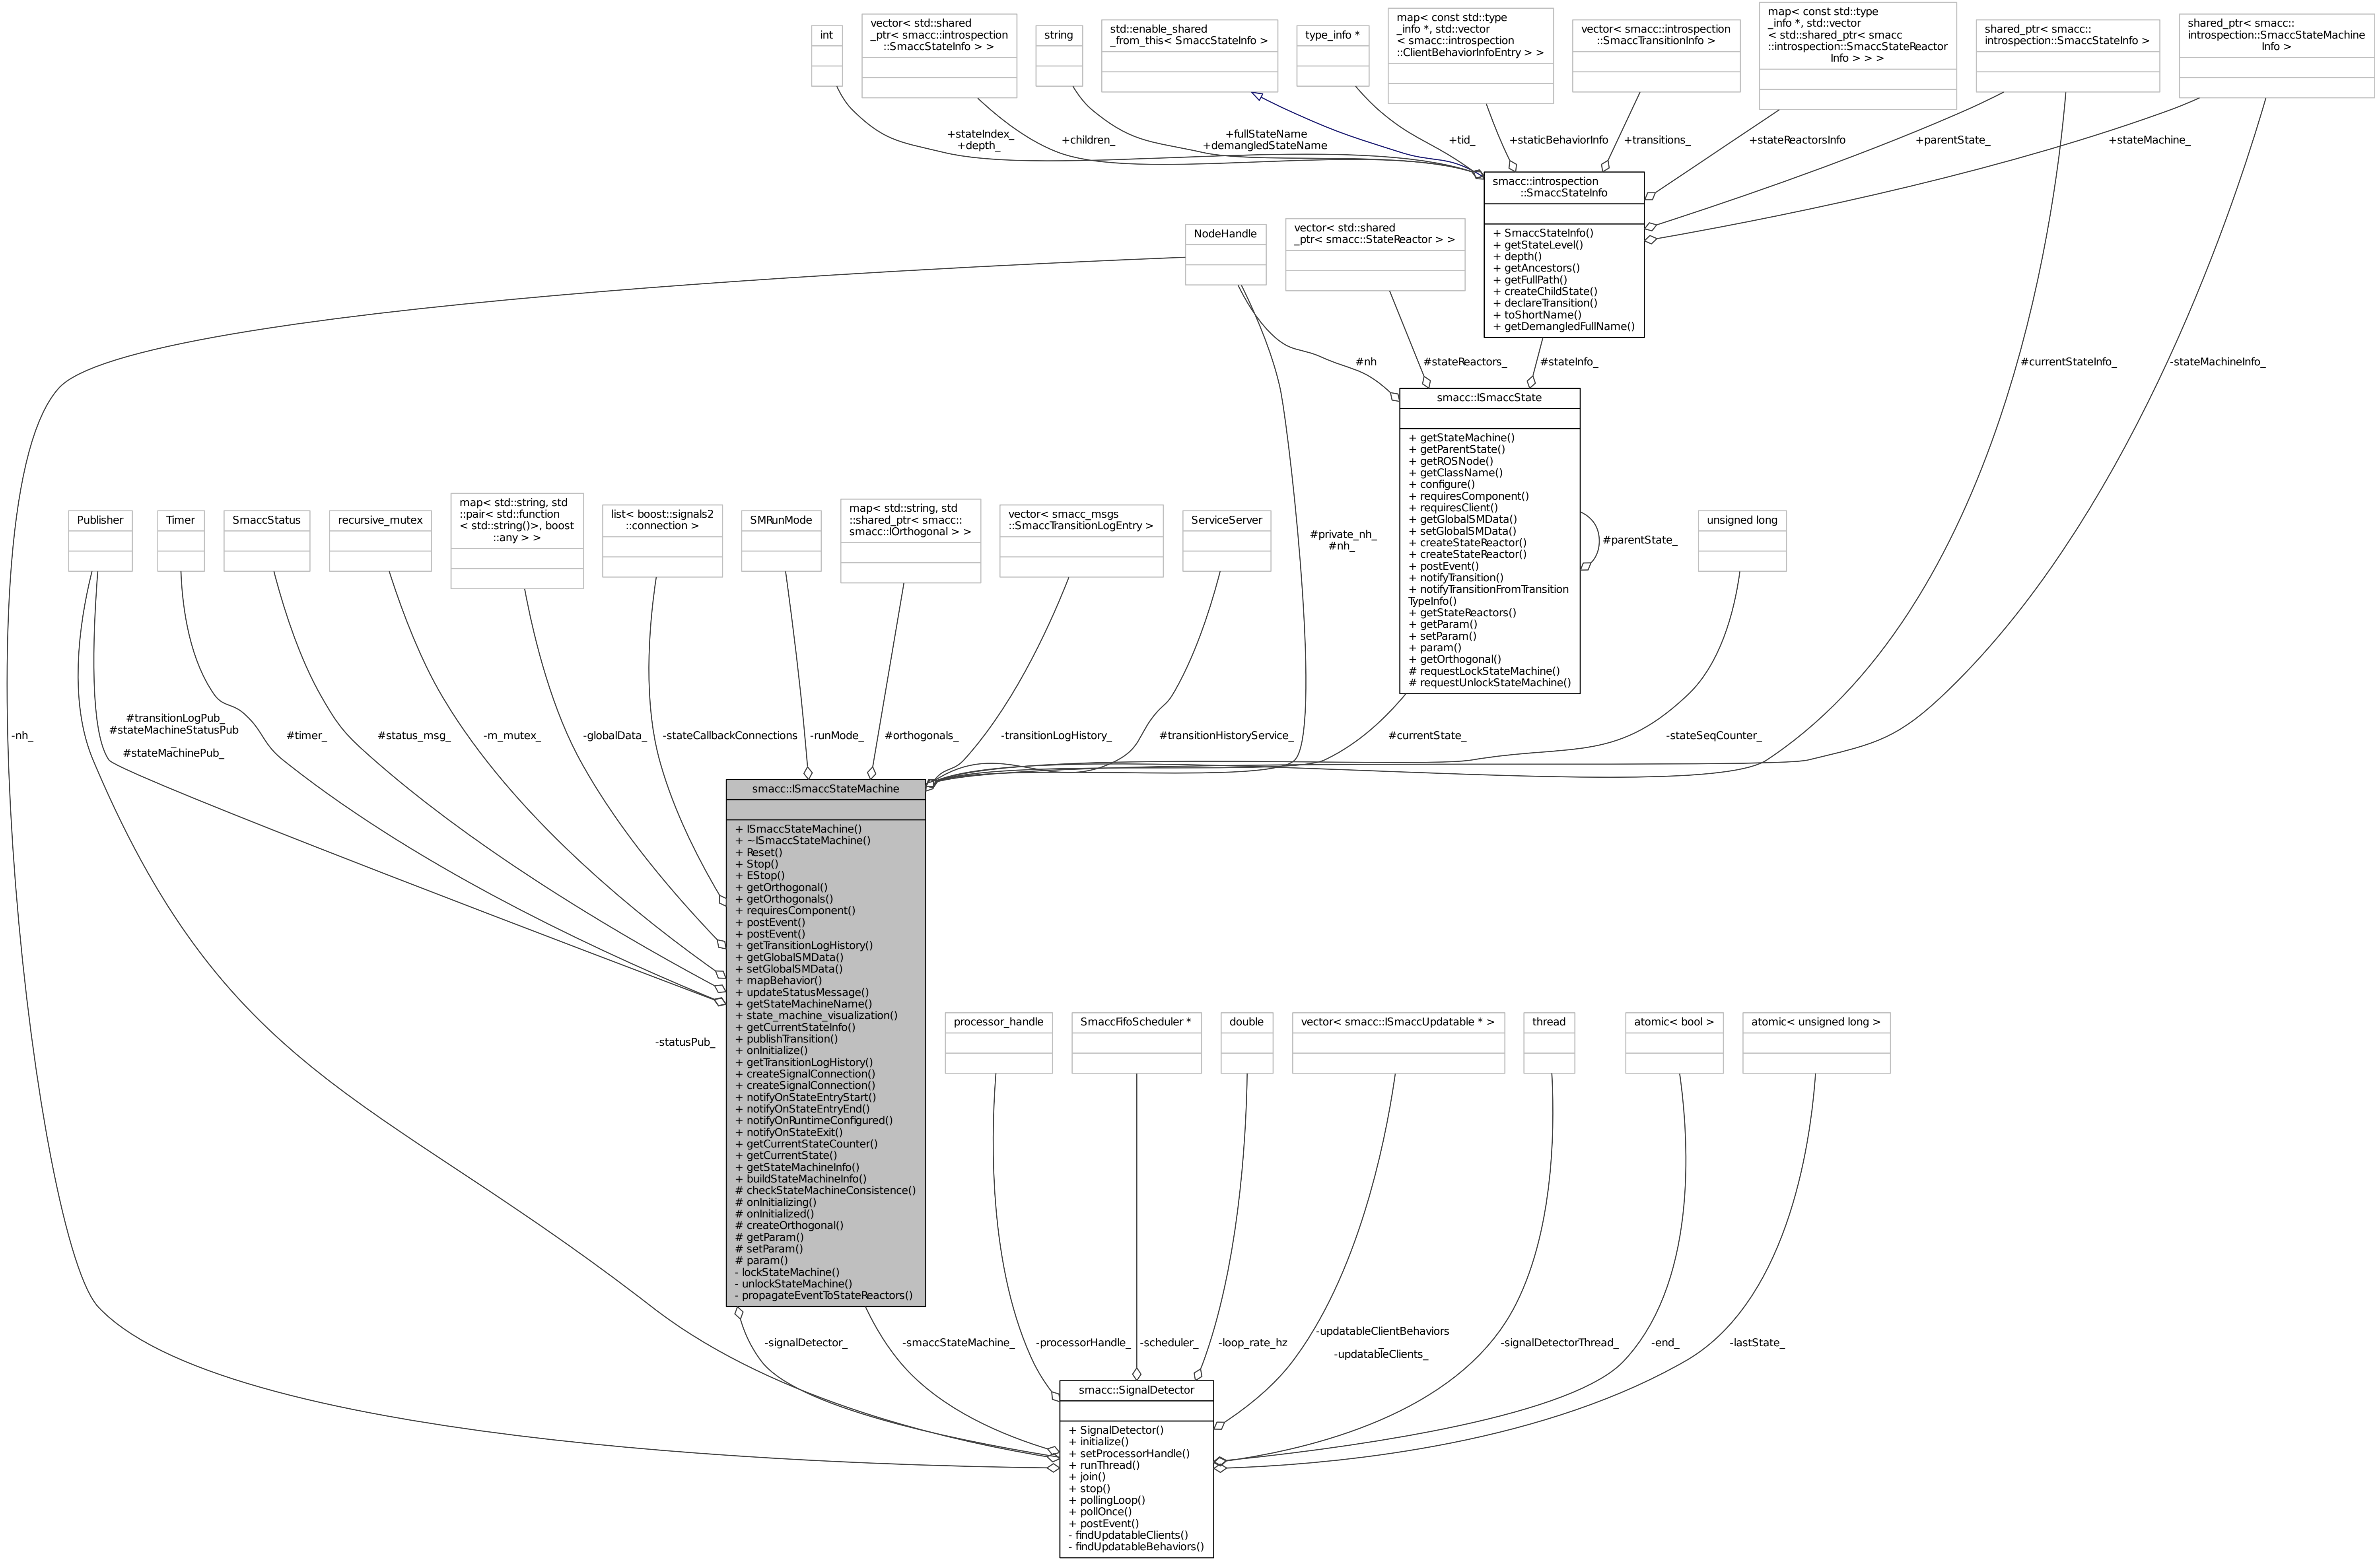 int
vector< std::shared
_ptr< smacc::introspection
::SmaccStateInfo > >
string
std::enable_shared
_from_this< SmaccStateInfo >
type_info *
map< const std::type
_info *, std::vector
< smacc::introspection
::ClientBehaviorInfoEntry > >
vector< smacc::introspection
::SmaccTransitionInfo >
map< const std::type
_info *, std::vector
< std::shared_ptr< smacc
::introspection::SmaccStateReactor
Info > > >
shared_ptr< smacc::
introspection::SmaccStateInfo >
shared_ptr< smacc::
introspection::SmaccStateMachine
Info >
+stateIndex_
+depth_
+children_
+fullStateName
+demangledStateName
+tid_
+staticBehaviorInfo
+transitions_
+stateReactorsInfo
+parentState_
+stateMachine_
smacc::introspection
::SmaccStateInfo
+ SmaccStateInfo()
+ getStateLevel()
+ depth()
+ getAncestors()
+ getFullPath()
+ createChildState()
+ declareTransition()
+ toShortName()
+ getDemangledFullName()
NodeHandle
vector< std::shared
_ptr< smacc::StateReactor > >
#nh
#stateReactors_
#stateInfo_
#currentStateInfo_
-stateMachineInfo_
smacc::ISmaccState
+ getStateMachine()
+ getParentState()
+ getROSNode()
+ getClassName()
+ configure()
+ requiresComponent()
+ requiresClient()
+ getGlobalSMData()
+ setGlobalSMData()
+ createStateReactor()
+ createStateReactor()
+ postEvent()
+ notifyTransition()
+ notifyTransitionFromTransition
TypeInfo()
+ getStateReactors()
+ getParam()
+ setParam()
+ param()
+ getOrthogonal()
# requestLockStateMachine()
# requestUnlockStateMachine()
#parentState_
unsigned long
Publisher
Timer
SmaccStatus
recursive_mutex
map< std::string, std
::pair< std::function
< std::string()>, boost
::any > >
list< boost::signals2
::connection >
SMRunMode
map< std::string, std
::shared_ptr< smacc::
smacc::IOrthogonal > >
vector< smacc_msgs
::SmaccTransitionLogEntry >
ServiceServer
#private_nh_
#nh_
-nh_
#transitionLogPub_
#stateMachineStatusPub
_
#stateMachinePub_
#timer_
#status_msg_
-m_mutex_
-globalData_
-stateCallbackConnections
-runMode_
#orthogonals_
-transitionLogHistory_
#transitionHistoryService_
#currentState_
-stateSeqCounter_
smacc::ISmaccStateMachine
+ ISmaccStateMachine()
+ ~ISmaccStateMachine()
+ Reset()
+ Stop()
+ EStop()
+ getOrthogonal()
+ getOrthogonals()
+ requiresComponent()
+ postEvent()
+ postEvent()
+ getTransitionLogHistory()
+ getGlobalSMData()
+ setGlobalSMData()
+ mapBehavior()
+ updateStatusMessage()
+ getStateMachineName()
+ state_machine_visualization()
+ getCurrentStateInfo()
+ publishTransition()
+ onInitialize()
+ getTransitionLogHistory()
+ createSignalConnection()
+ createSignalConnection()
+ notifyOnStateEntryStart()
+ notifyOnStateEntryEnd()
+ notifyOnRuntimeConfigured()
+ notifyOnStateExit()
+ getCurrentStateCounter()
+ getCurrentState()
+ getStateMachineInfo()
+ buildStateMachineInfo()
# checkStateMachineConsistence()
# onInitializing()
# onInitialized()
# createOrthogonal()
# getParam()
# setParam()
# param()
- lockStateMachine()
- unlockStateMachine()
- propagateEventToStateReactors()
-statusPub_
processor_handle
SmaccFifoScheduler *
double
vector< smacc::ISmaccUpdatable * >
thread
atomic< bool >
atomic< unsigned long >
-signalDetector_
-smaccStateMachine_
-processorHandle_
-scheduler_
-loop_rate_hz
-updatableClientBehaviors
_
-updatableClients_
-signalDetectorThread_
-end_
-lastState_
smacc::SignalDetector
+ SignalDetector()
+ initialize()
+ setProcessorHandle()
+ runThread()
+ join()
+ stop()
+ pollingLoop()
+ pollOnce()
+ postEvent()
- findUpdatableClients()
- findUpdatableBehaviors()